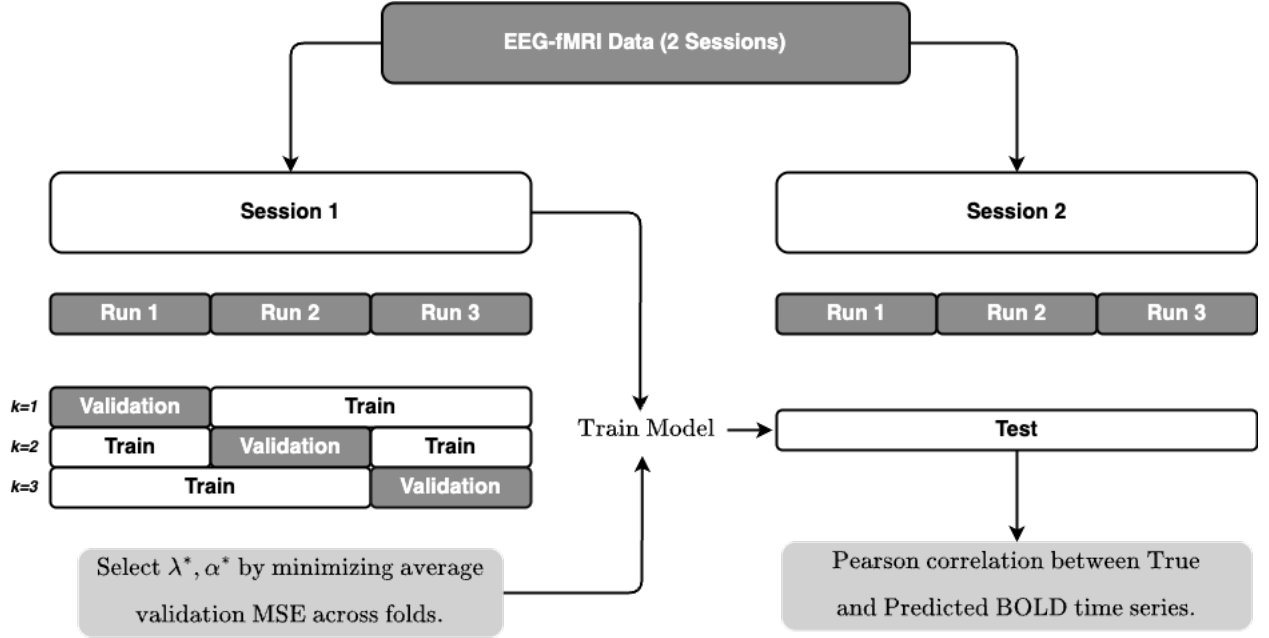 EEG-fMRI Data (2 Sessions)
Session 1
Session 2
Run 1
Run 2
Run 3
Run 1
Run 2
Run 3
k=1
Validation
Train
k=2
Train
Validation
Train
k=3
Train
Validation
Train Model
Test
Select λ*, α* by minimizing average
validation MSE across folds.
Pearson correlation between True
and Predicted BOLD time series.